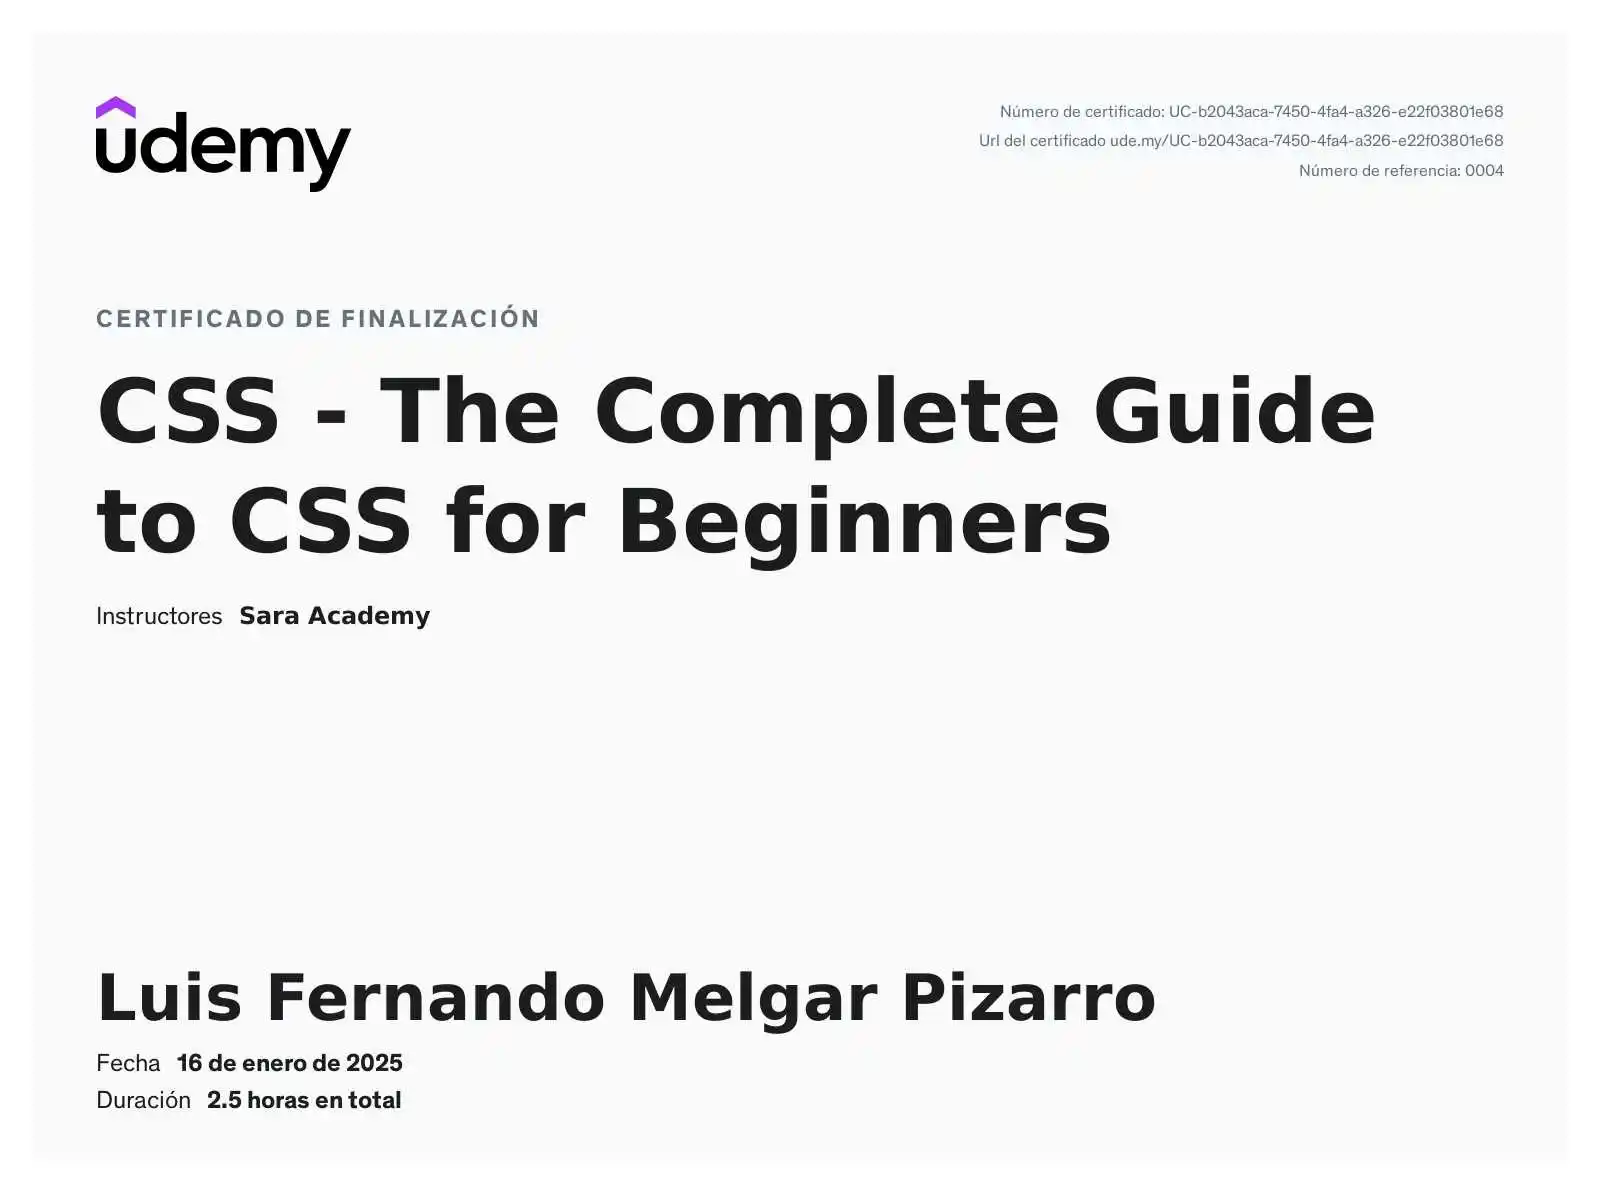 udemy
Número de certificado: UC-b2043aca-7450-4fa4-a326-e22f03801e68
Url del certificado ude.my/UC-b2043aca-7450-4fa4-a326-e22f03801e68
Número de referencia: 0004
CERTIFICADO DE FINALIZACIÓN
CSS - The Complete Guide
to CSS for Beginners
Instructores Sara Academy
Luis Fernando Melgar Pizarro
Fecha 16 de enero de 2025
Duración 2.5 horas en total